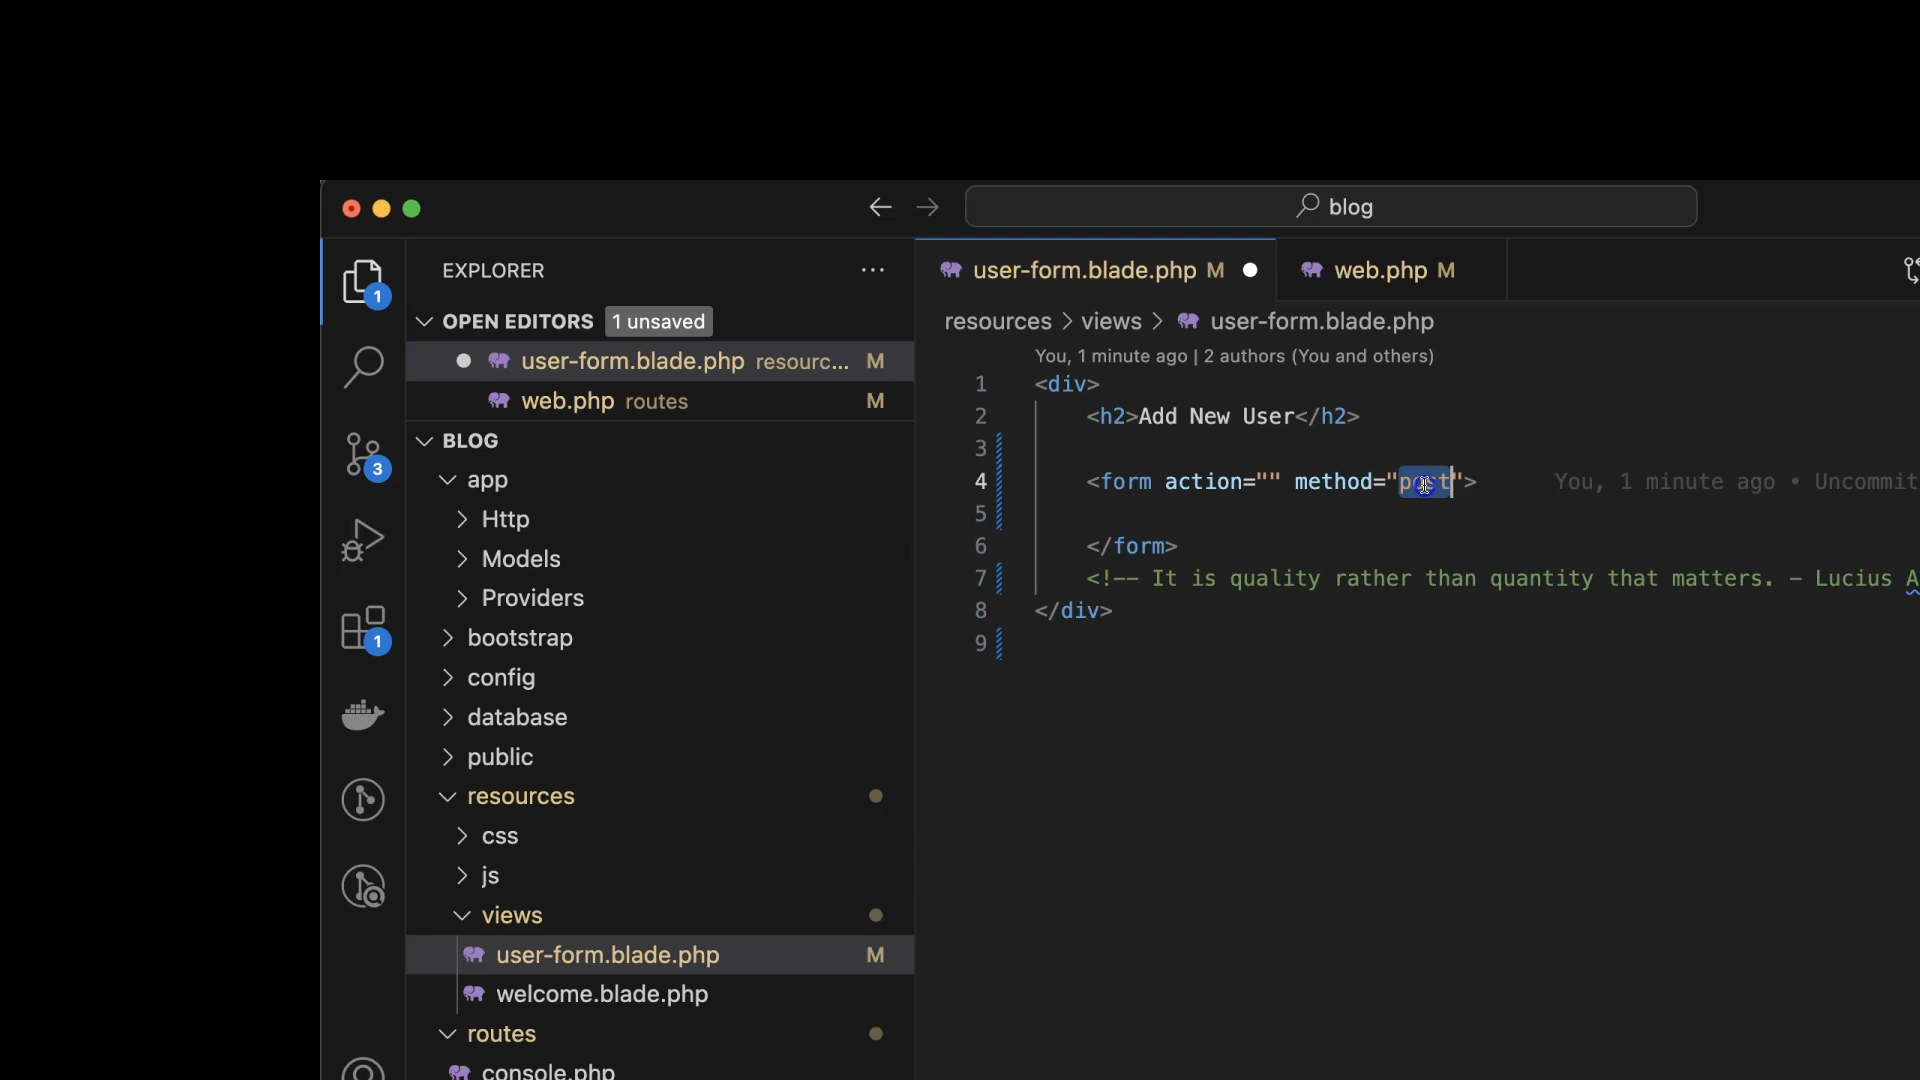 blog
EXPLORER
OPEN EDITORS 1 unsaved
user-form.blade.php resourc... M
web.php routes M
BLOG
app
Http
Models
Providers
bootstrap
config
database
public
resources
css
js
views
user-form.blade.php M
welcome.blade.php
routes
console.php
1
3
1
user-form.blade.php M
web.php M
resources > views > user-form.blade.php
You, 1 minute ago | 2 authors (You and others)
1 <div>
2 <h2>Add New User</h2>
3
4 <form action="" method="post"> You, 1 minute ago • Uncommit
5
6 </form>
7 <!-- It is quality rather than quantity that matters. - Lucius A
8 </div>
9